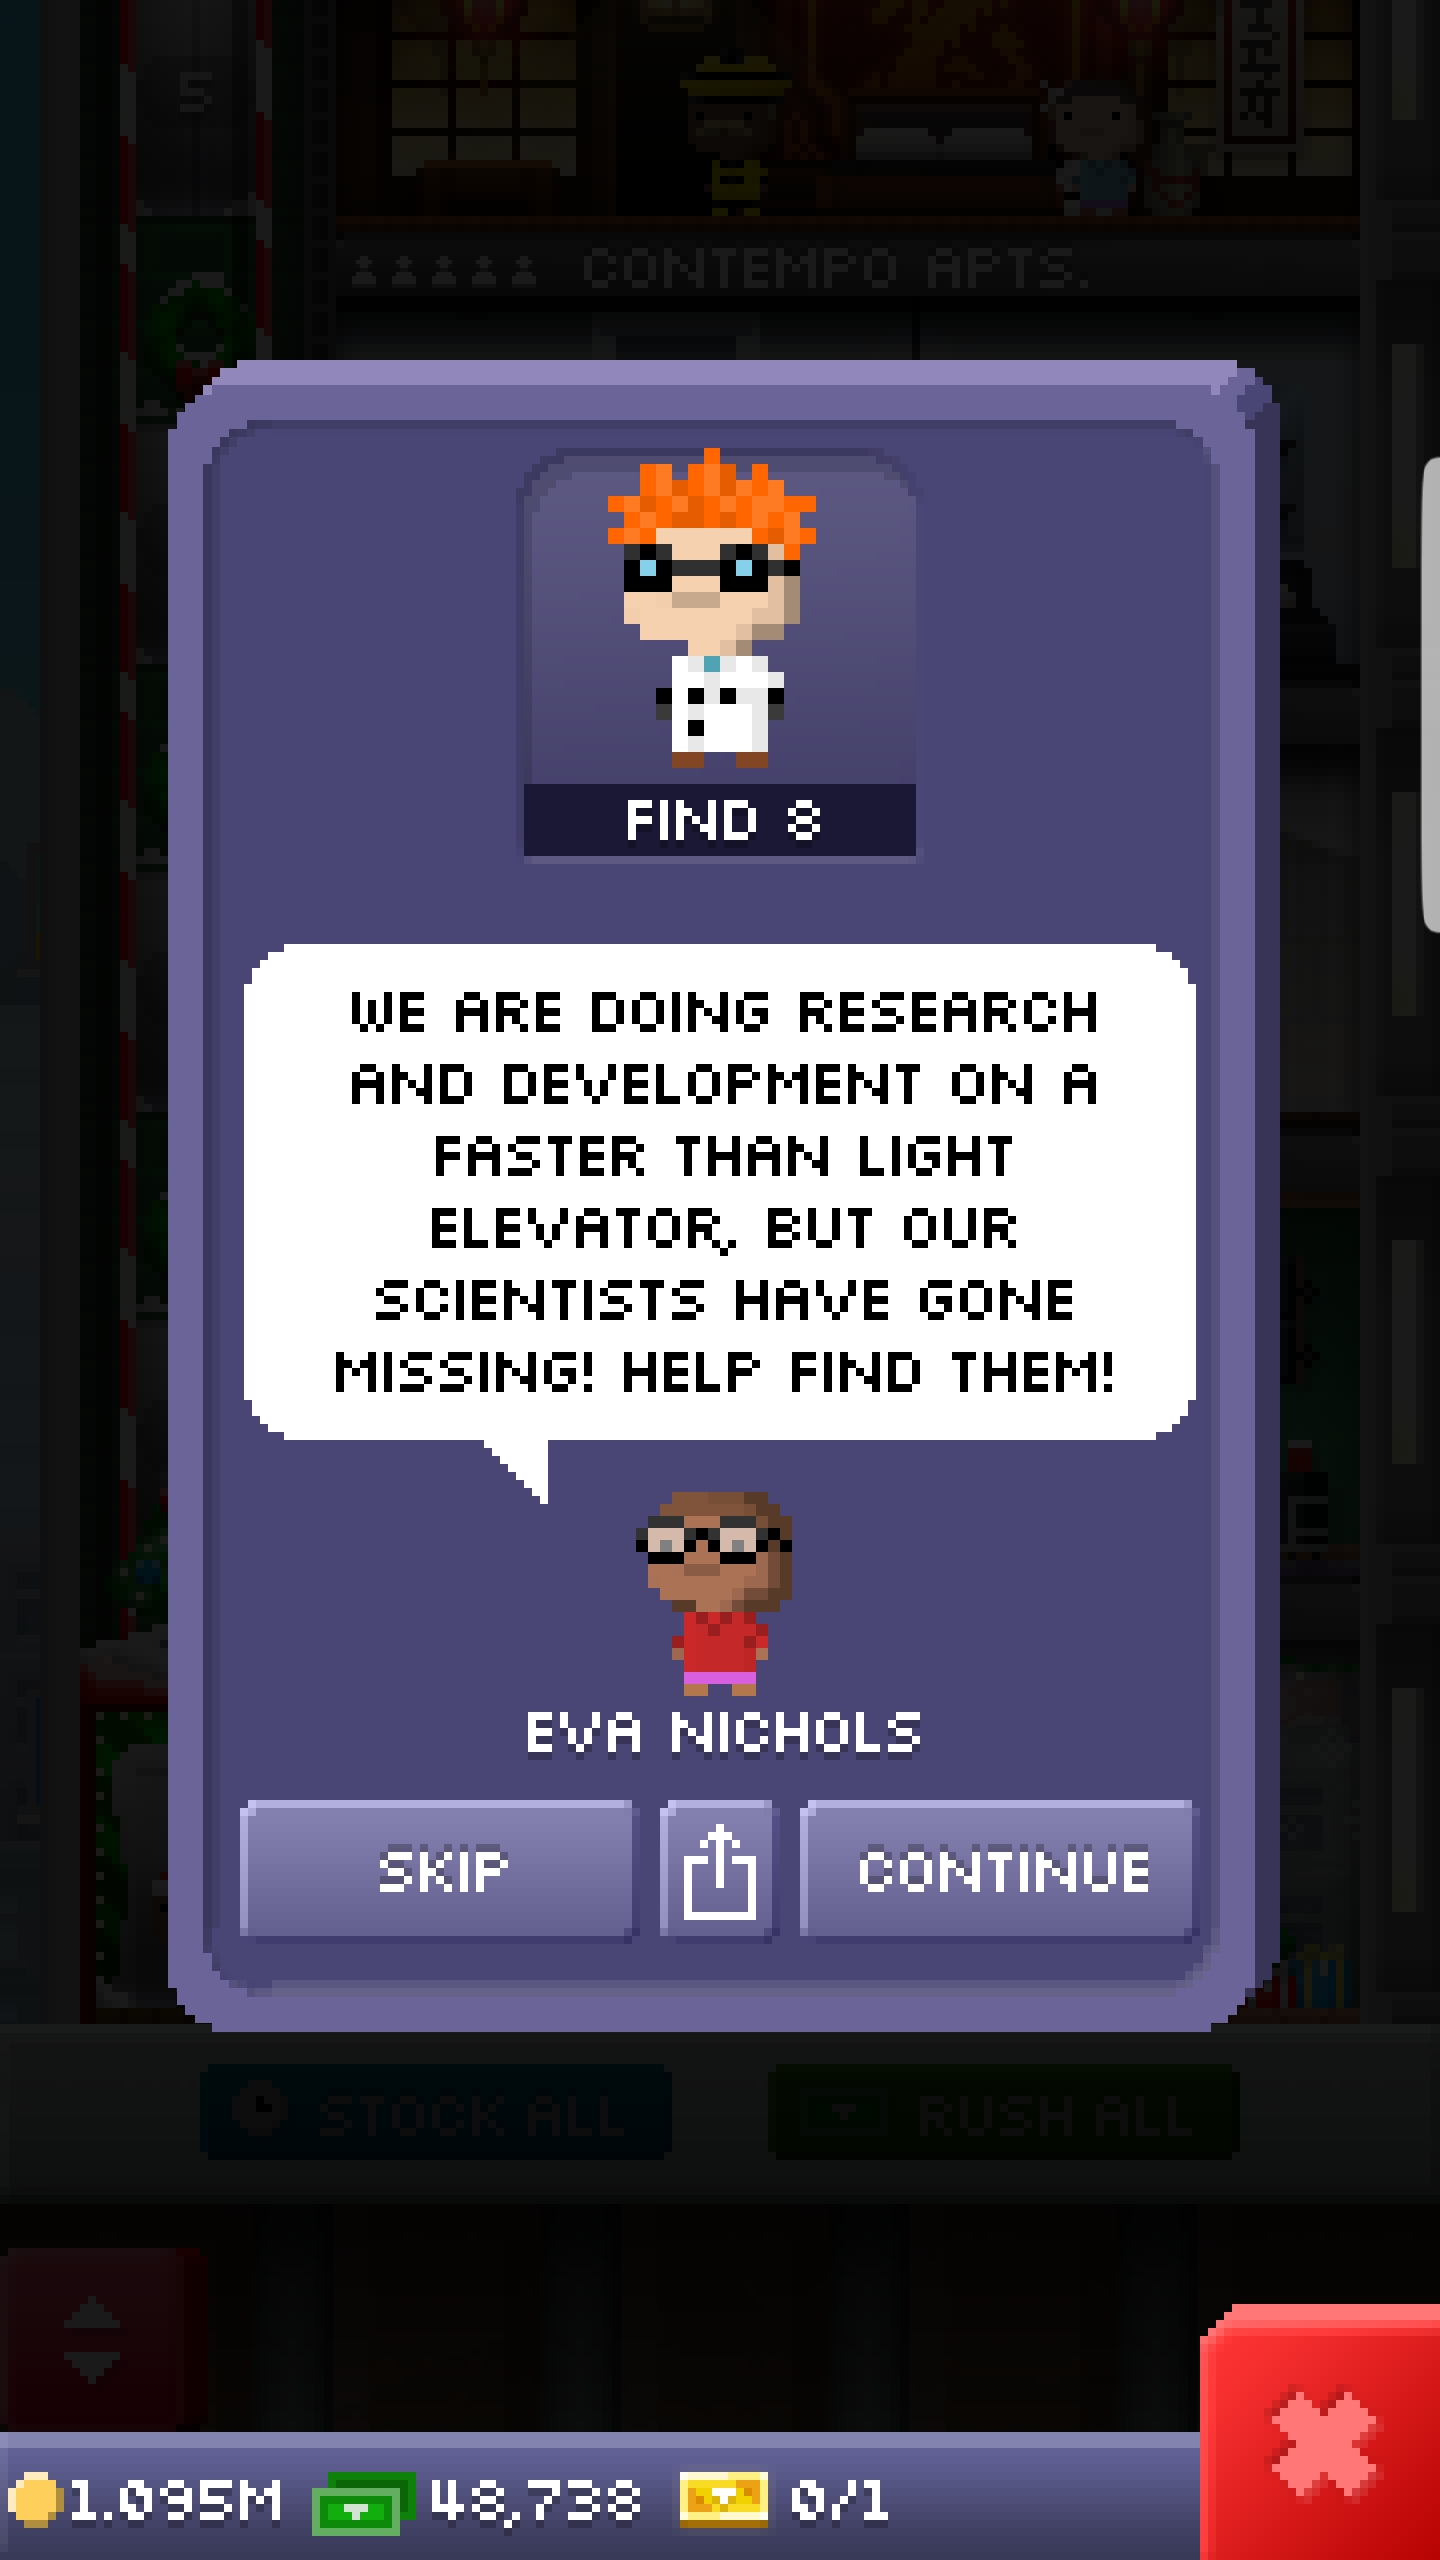 5
CONTEMPO APTS.
FIND 8
WE ARE DOING RESEARCH
AND DEVELOPMENT ON A
FASTER THAN LIGHT
ELEVATOR, BUT OUR
SCIENTISTS HAVE GONE
MISSING! HELP FIND THEM!
EVA NICHOLS
SKIP
CONTINUE
STOCK ALL
RUSH ALL
1.095M
48,738
0/1